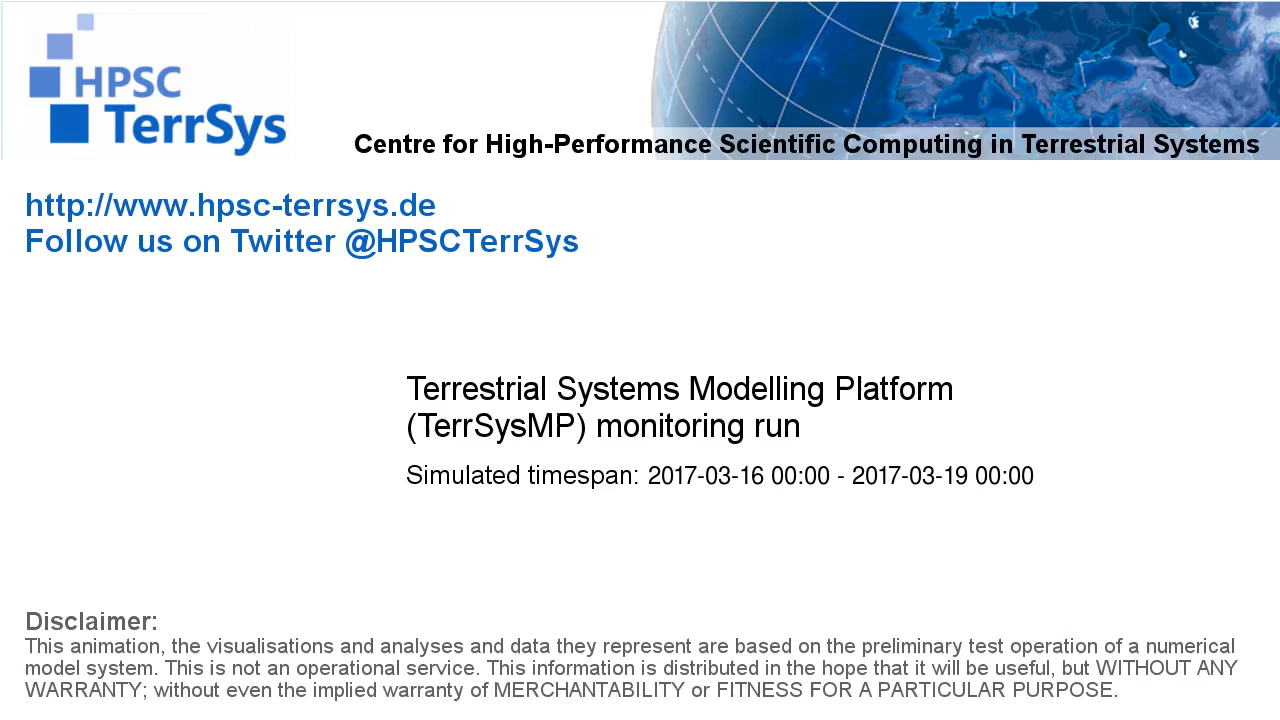 HPSC
TerrSys
Centre for High-Performance Scientific Computing in Terrestrial Systems
http://www.hpsc-terrsys.de
Follow us on Twitter @HPSCTerrSys
Terrestrial Systems Modelling Platform
(TerrSysMP) monitoring run
Simulated timespan: 2017-03-16 00:00 - 2017-03-19 00:00
Disclaimer:
This animation, the visualisations and analyses and data they represent are based on the preliminary test operation of a numerical
model system. This is not an operational service. This information is distributed in the hope that it will be useful, but WITHOUT ANY
WARRANTY; without even the implied warranty of MERCHANTABILITY or FITNESS FOR A PARTICULAR PURPOSE.